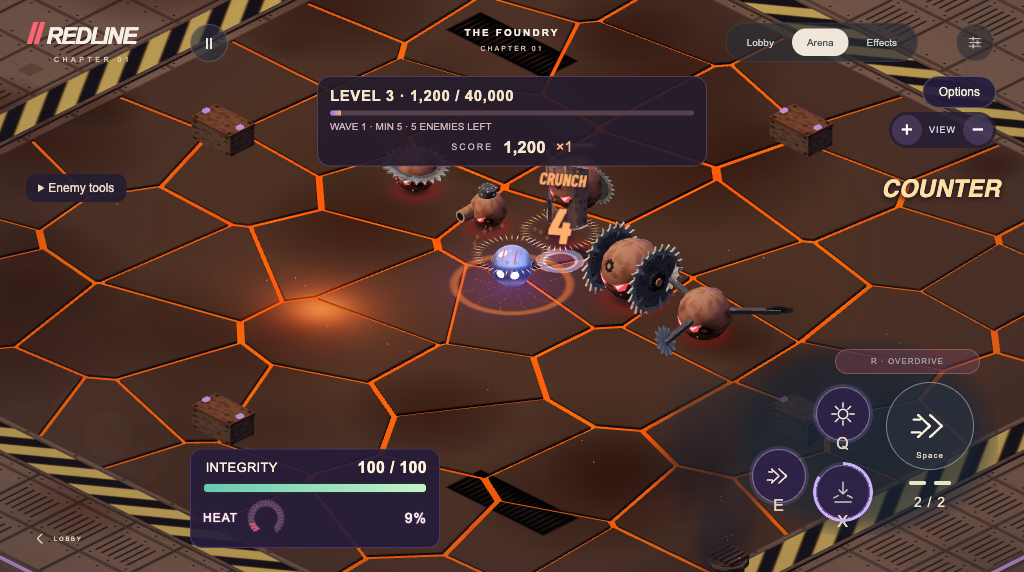 REDLINE
CHAPTER 01
THE FOUNDRY
CHAPTER 01
Lobby
Arena
Effects
Options
+ VIEW −
LEVEL 3 · 1,200 / 40,000
WAVE 1 · MIN 5 · 5 ENEMIES LEFT
SCORE 1,200 ×1
Enemy tools
COUNTER
CRUNCH
4
R · OVERDRIVE
Q
Space
E
X
2 / 2
INTEGRITY 100 / 100
HEAT 9%
LOBBY